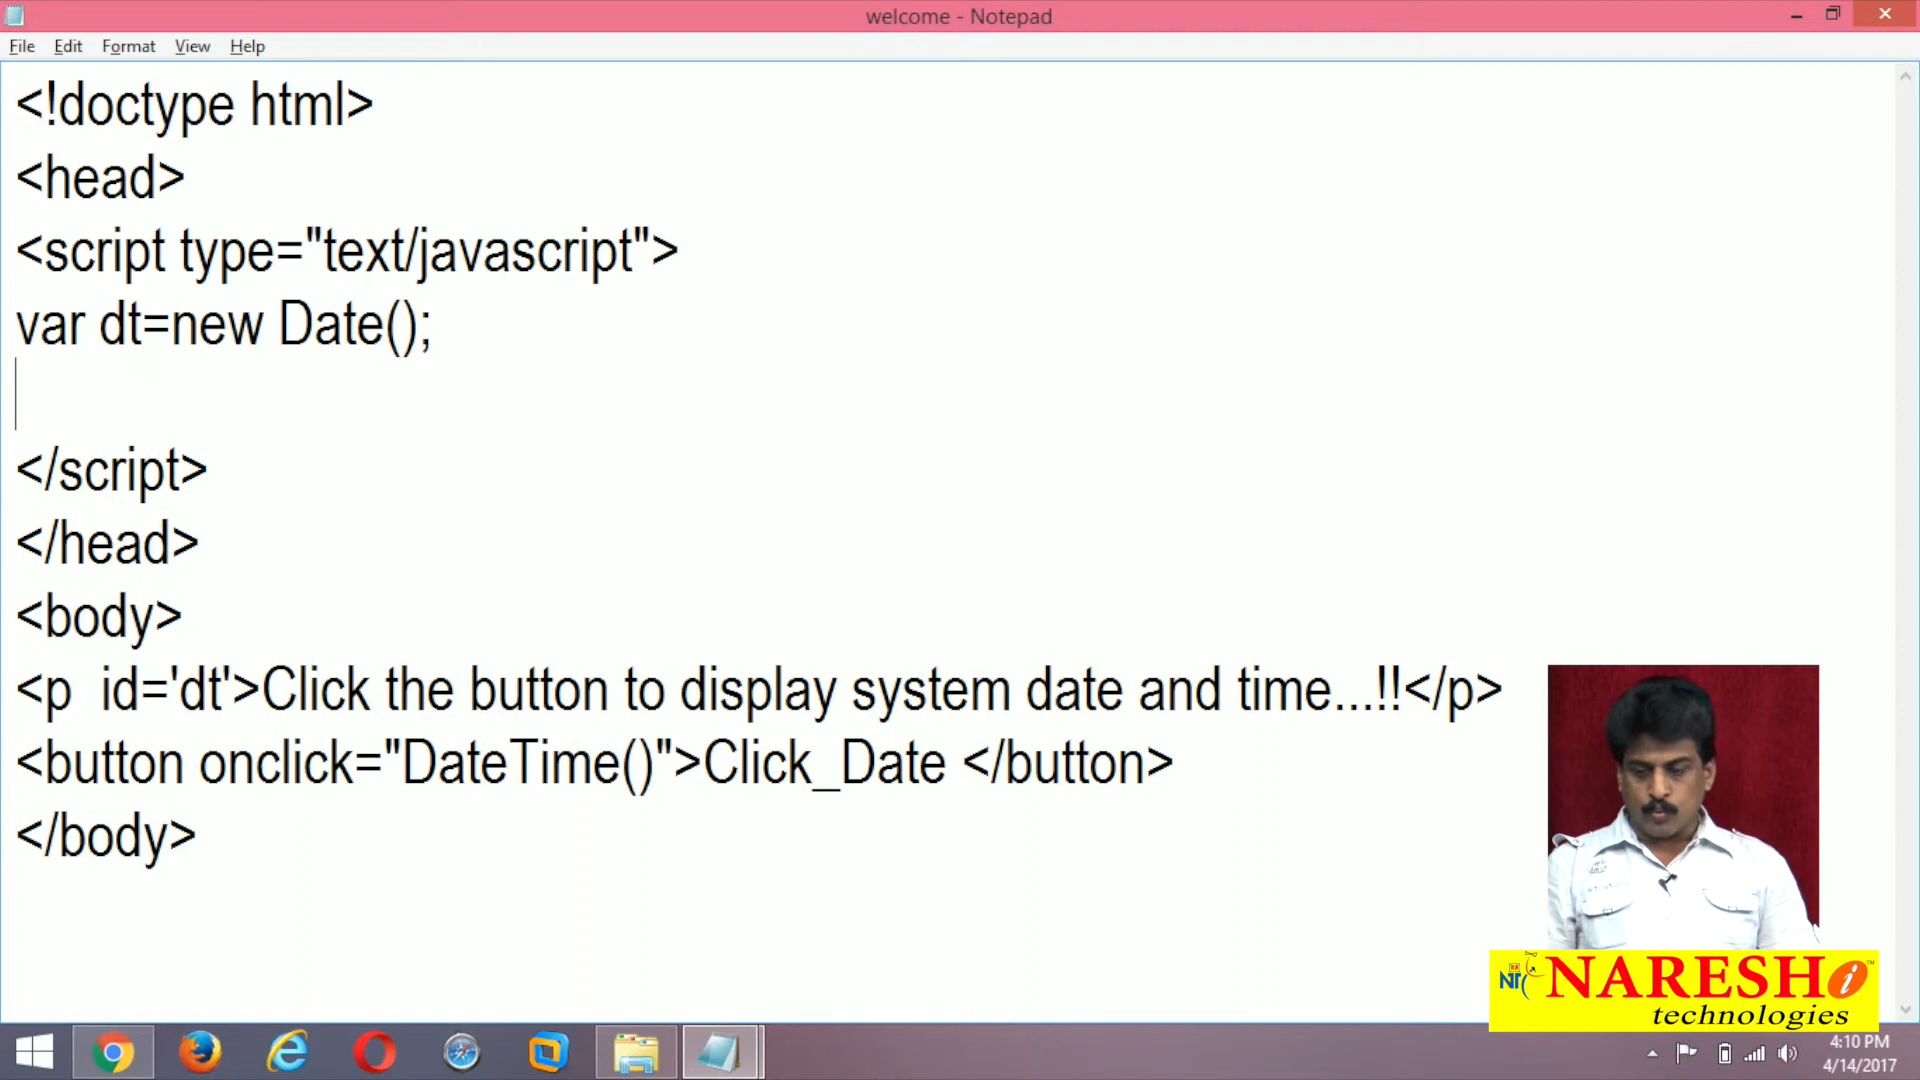 welcome - Notepad
File Edit Format View Help
<!doctype html>
<head>
<script type="text/javascript">
var dt=new Date();
</script>
</head>
<body>
<p  id='dt'>Click the button to display system date and time...!!</p>
<button onclick="DateTime()">Click_Date </button>
</body>
NARESH i ™
technologies
4:10 PM
4/14/2017